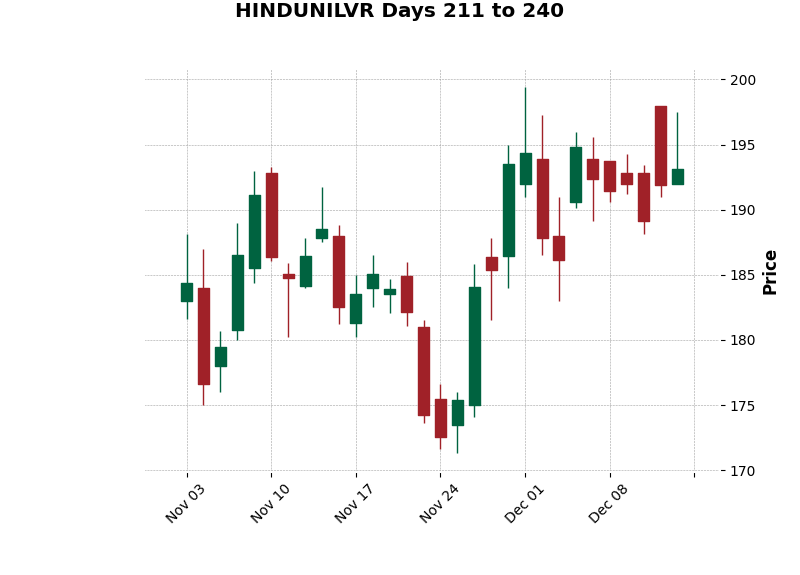 HINDUNILVR Days 211 to 240
200
195
190
185
180
175
170
Price
Nov 03
Nov 10
Nov 17
Nov 24
Dec 01
Dec 08